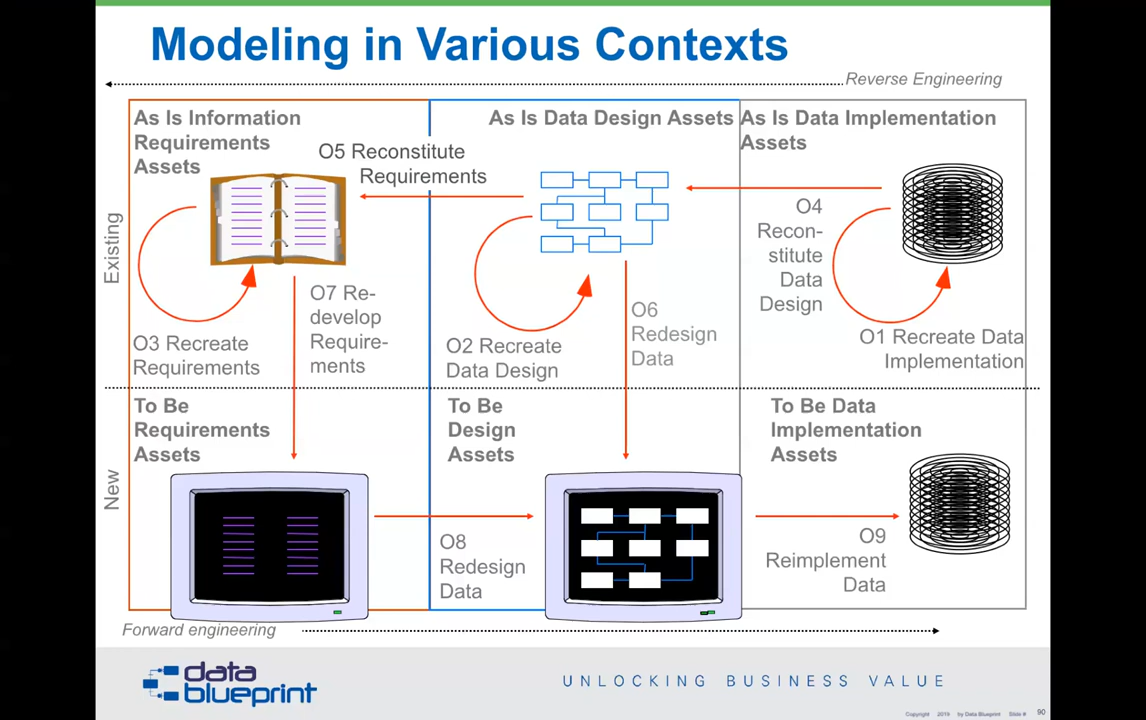 Modeling in Various Contexts
Reverse Engineering
As Is Information
Requirements
Assets
As Is Data Design Assets
As Is Data Implementation
Assets
O5 Reconstitute
Requirements
Existing
O4
Recon-
stitute
Data
Design
O7 Re-
develop
Require-
ments
O6
Redesign
Data
O3 Recreate
Requirements
O2 Recreate
Data Design
O1 Recreate Data
Implementation
To Be
Requirements
Assets
To Be
Design
Assets
To Be Data
Implementation
Assets
New
O8
Redesign
Data
O9
Reimplement
Data
Forward engineering
data
blueprint
UNLOCKING BUSINESS VALUE
Copyright 2019 by Data Blueprint Slide # 90